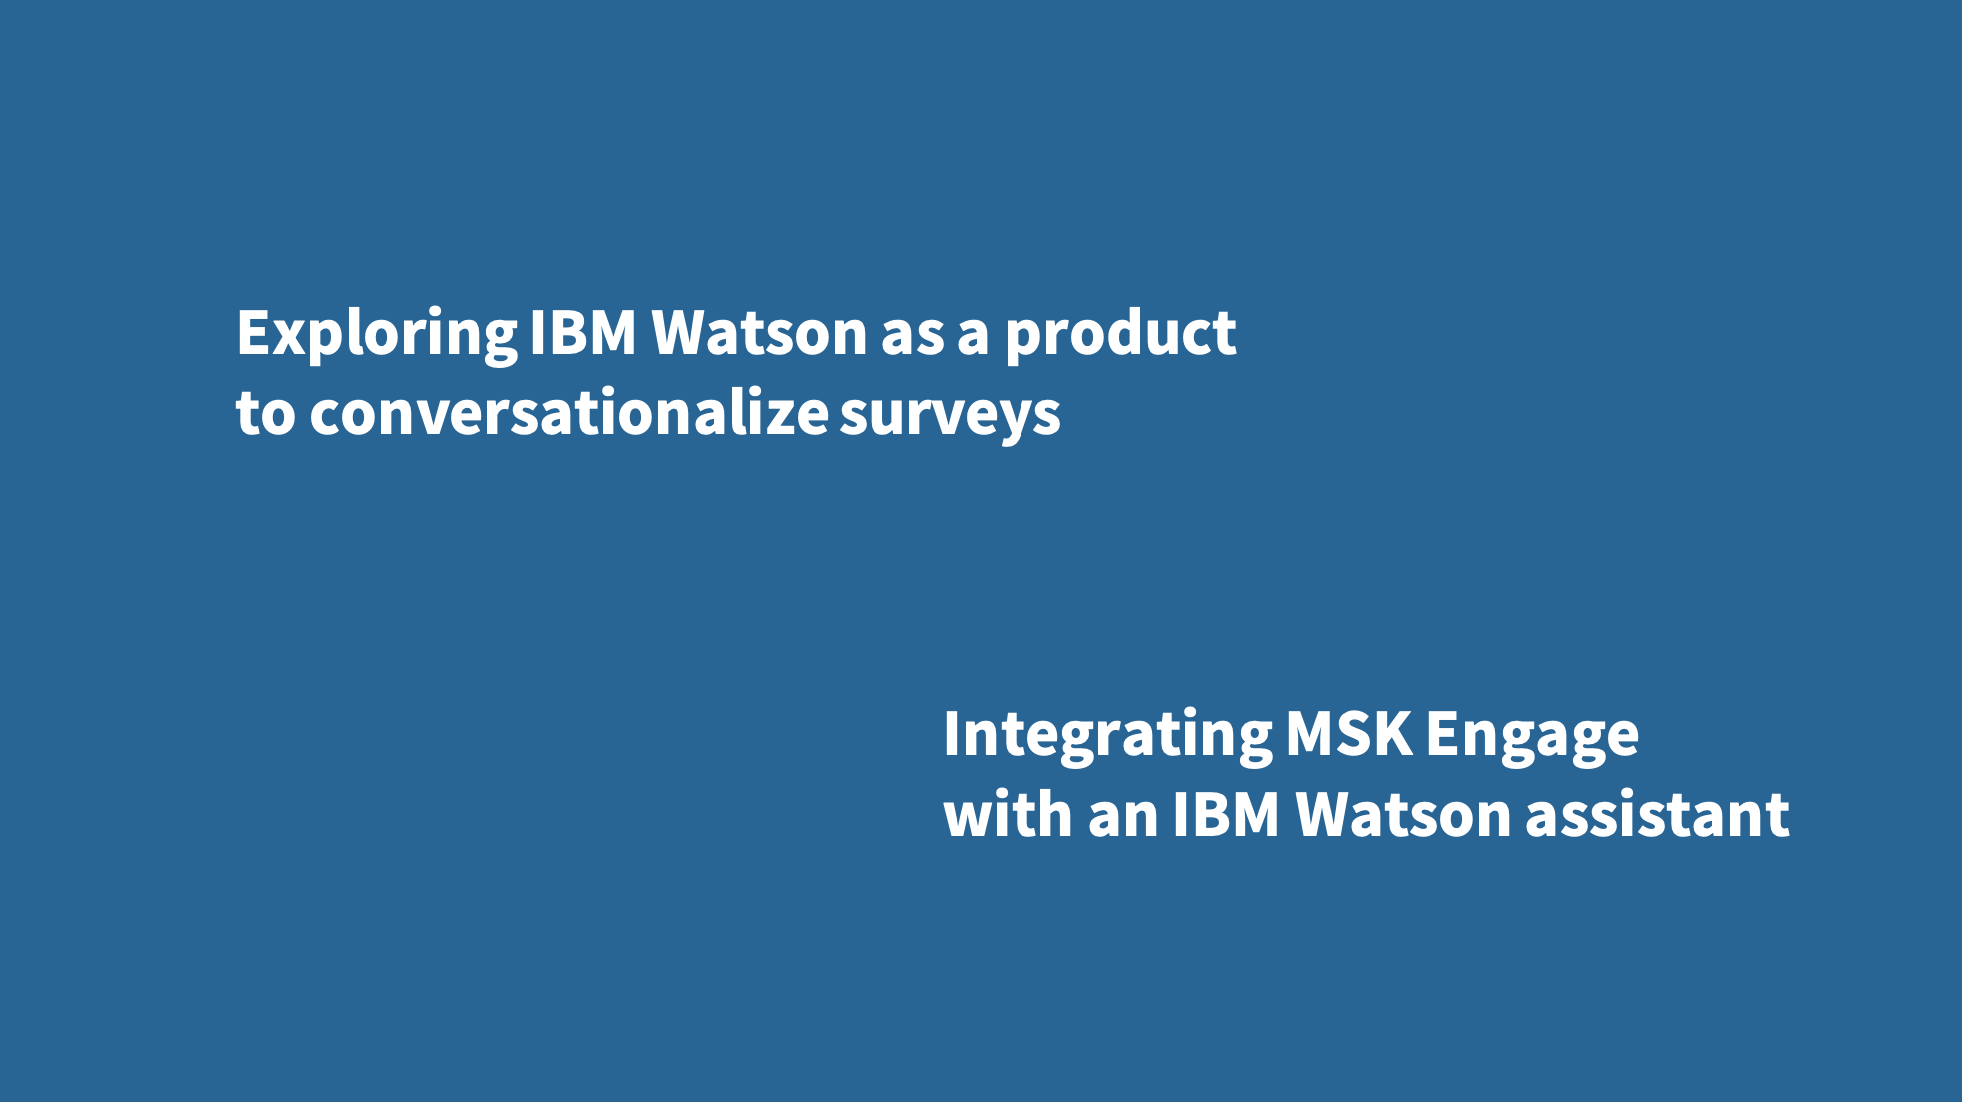 Exploring IBM Watson as a product
to conversationalize surveys
Integrating MSK Engage
with an IBM Watson assistant